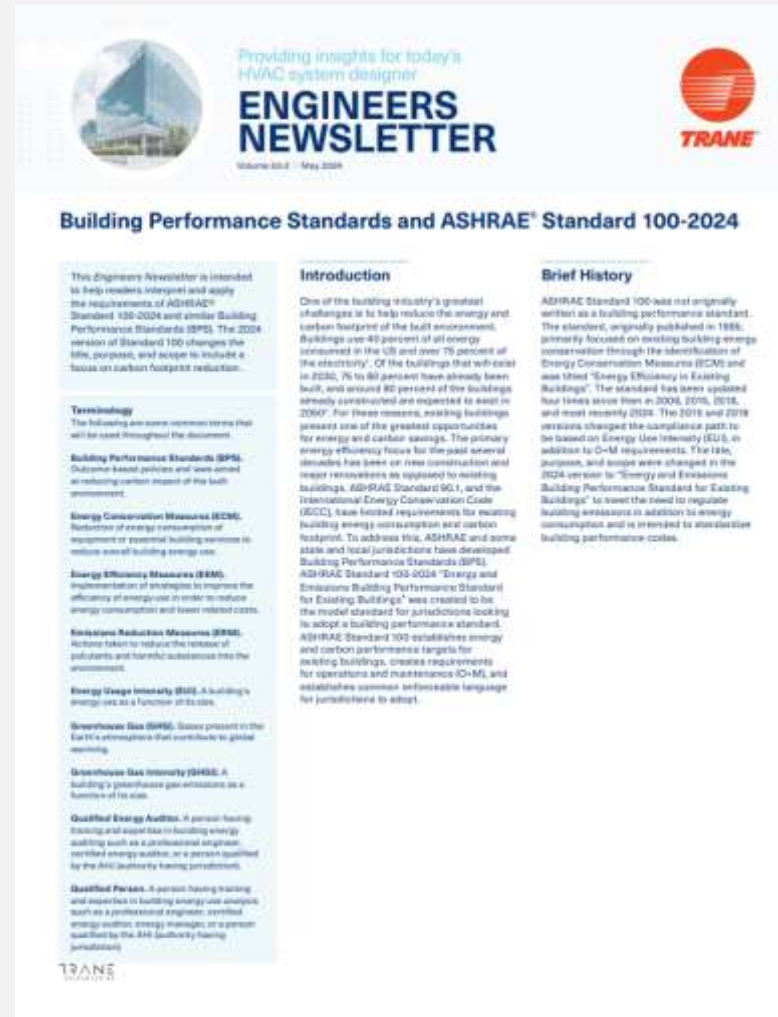 Providing insights for today's
HVAC system designer
ENGINEERS
NEWSLETTER
May 2024
TRANE
Building Performance Standards and ASHRAE® Standard 100-2024
This Engineers Newsletter is intended
to help readers interpret and apply
the requirements of ASHRAE®
Standard 100-2024 and similar Building
Performance Standards (BPS). The 2024
version of Standard 100 changes the
title, purpose, and scope to include a
focus on carbon footprint reduction.
Terminology
The following are some common terms that
will be used throughout the document.
Building Performance Standards (BPS).
Outcome-based policies and laws aimed
at reducing carbon impact of the built
environment.
Energy Conservation Measures (ECM).
Reduction of energy consumption of
equipment or essential building services to
reduce overall building energy use.
Energy Efficiency Measures (EEM).
Implementation of strategies to improve the
efficiency of energy use in order to reduce
energy consumption and lower related costs.
Emissions Reduction Measures (ERM).
Actions taken to reduce the release of
pollutants and harmful substances into the
environment.
Energy Usage Intensity (EUI). A building's
energy use as a function of its size.
Greenhouse Gas (GHG). Gases present in the
Earth's atmosphere that contribute to global
warming.
Greenhouse Gas Intensity (GHGI). A
building's greenhouse gas emissions as a
function of its size.
Qualified Energy Auditor. A person having
training and expertise in building energy
auditing such as a professional engineer,
certified energy auditor, or a person qualified
by the AHJ (authority having jurisdiction).
Qualified Person. A person having training
and expertise in building energy use analysis
such as a professional engineer, certified
energy auditor, energy manager, or a person
qualified by the AHJ (authority having
jurisdiction)
Introduction
One of the building industry's greatest
challenges is to help reduce the energy and
carbon footprint of the built environment.
Buildings use 40 percent of all energy
consumed in the US and over 75 percent of
the electricity¹. Of the buildings that will exist
in 2030, 75 to 80 percent have already been
built, and around 80 percent of the buildings
already constructed are expected to exist in
2050². For these reasons, existing buildings
present one of the greatest opportunities
for energy and carbon savings. The primary
energy efficiency focus for the past several
decades has been on new construction and
major renovations as opposed to existing
buildings. ASHRAE Standard 90.1, and the
International Energy Conservation Code
(IECC), have limited requirements for existing
building energy consumption and carbon
footprint. To address this, ASHRAE and some
state and local jurisdictions have developed
Building Performance Standards (BPS).
ASHRAE Standard 100-2024 "Energy and
Emissions Building Performance Standard
for Existing Buildings" was created to be
the model standard for jurisdictions looking
to adopt a building performance standard.
ASHRAE Standard 100 establishes energy
and carbon performance targets for
existing buildings, creates requirements
for operations and maintenance (O+M), and
establishes common enforceable language
for jurisdictions to adopt.
Brief History
ASHRAE Standard 100 was not originally
written as a building performance standard.
The standard, originally published in 1995,
primarily focused on existing building energy
conservation through the identification of
Energy Conservation Measures (ECM) and
was titled "Energy Efficiency in Existing
Buildings". The standard has been updated
four times since then in 2006, 2015, 2018,
and most recently 2024. The 2015 and 2018
versions changed the compliance path to
be based on Energy Use Intensity (EUI), in
addition to O+M requirements. The title,
purpose, and scope were changed in the
2024 version to "Energy and Emissions
Building Performance Standard for Existing
Buildings" to meet the need to regulate
building emissions in addition to energy
consumption and is intended to standardize
building performance codes.
TRANE